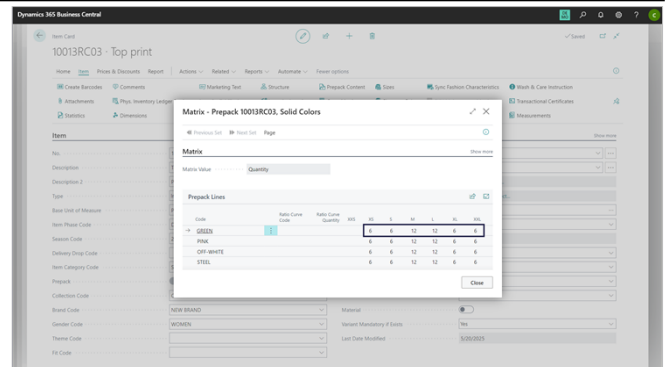 Dynamics 365 Business Central
Item Card
Saved
10013RC03 · Top print
Home Item Prices & Discounts Report Actions Related Reports Automate Fewer options
Create Barcodes Comments Marketing Text Structure Prepack Content Sizes Sync Fashion Characteristics Wash & Care Instruction
Attachments Phys. Inventory Ledger Transactional Certificates
Statistics Dimensions Measurements
Item Show more
No.
Description
Description 2
Type
Base Unit of Measure
Item Phase Code
Season Code
Delivery Drop Code
Item Category Code
Prepack
Collection Code
Brand Code NEW BRAND Material
Gender Code WOMEN Variant Mandatory if Exists Yes
Theme Code Last Date Modified 5/20/2025
Fit Code
Matrix - Prepack 10013RC03, Solid Colors
Previous Set Next Set Page
Matrix Show more
Matrix Value Quantity
Prepack Lines
Code Ratio Curve Code Ratio Curve Quantity XXS XS S M L XL XXL
GREEN 6 6 12 12 6 6
PINK 6 6 12 12 6 6
OFF-WHITE 6 6 12 12 6 6
STEEL 6 6 12 12 6 6
Close